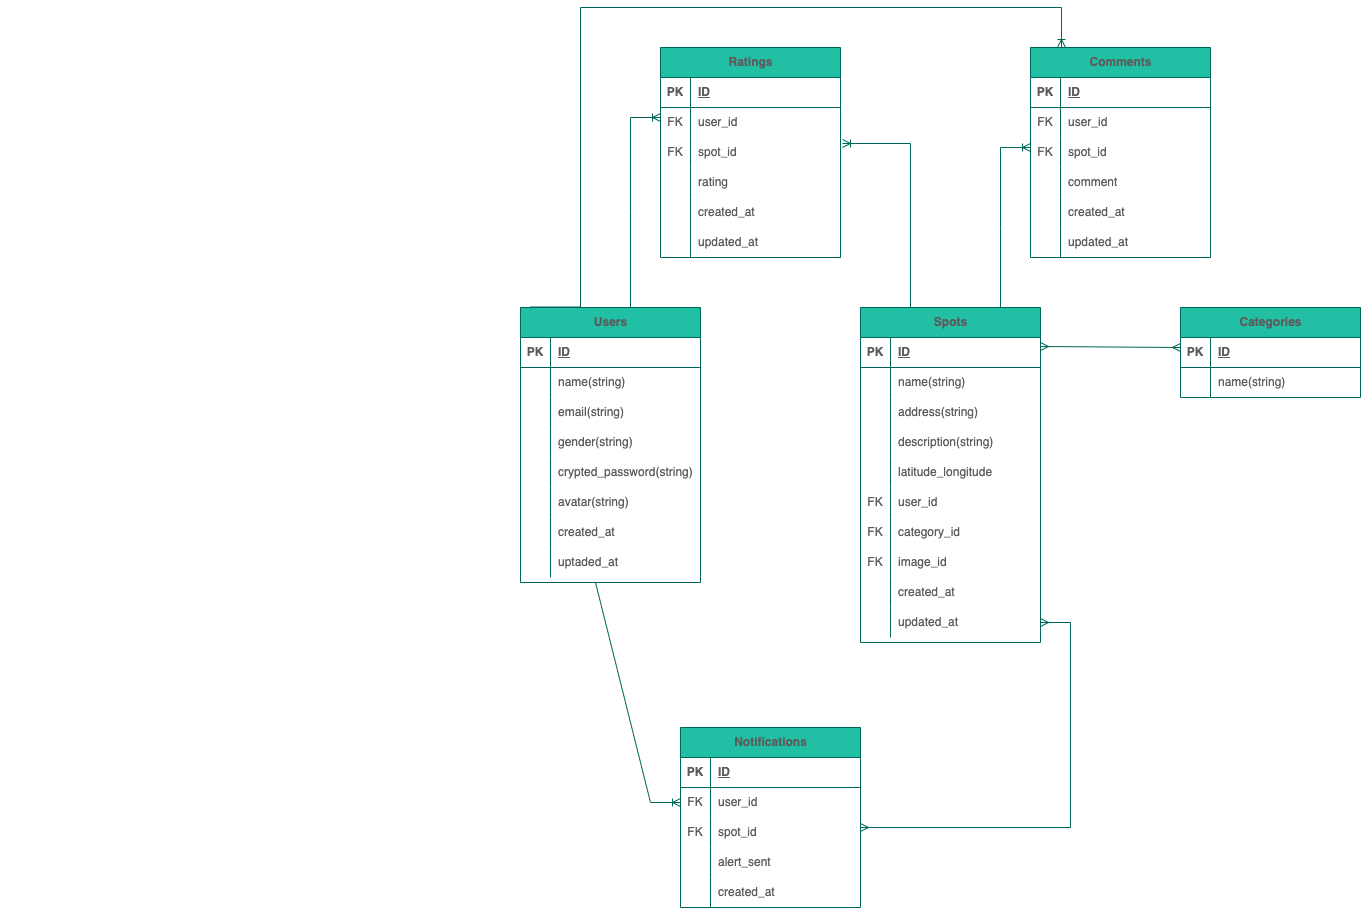 Ratings
PK ID
FK user_id
FK spot_id
rating
created_at
updated_at
Comments
PK ID
FK user_id
FK spot_id
comment
created_at
updated_at
Users
PK ID
name(string)
email(string)
gender(string)
crypted_password(string)
avatar(string)
created_at
uptaded_at
Spots
PK ID
name(string)
address(string)
description(string)
latitude_longitude
FK user_id
FK category_id
FK image_id
created_at
updated_at
Categories
PK ID
name(string)
Notifications
PK ID
FK user_id
FK spot_id
alert_sent
created_at